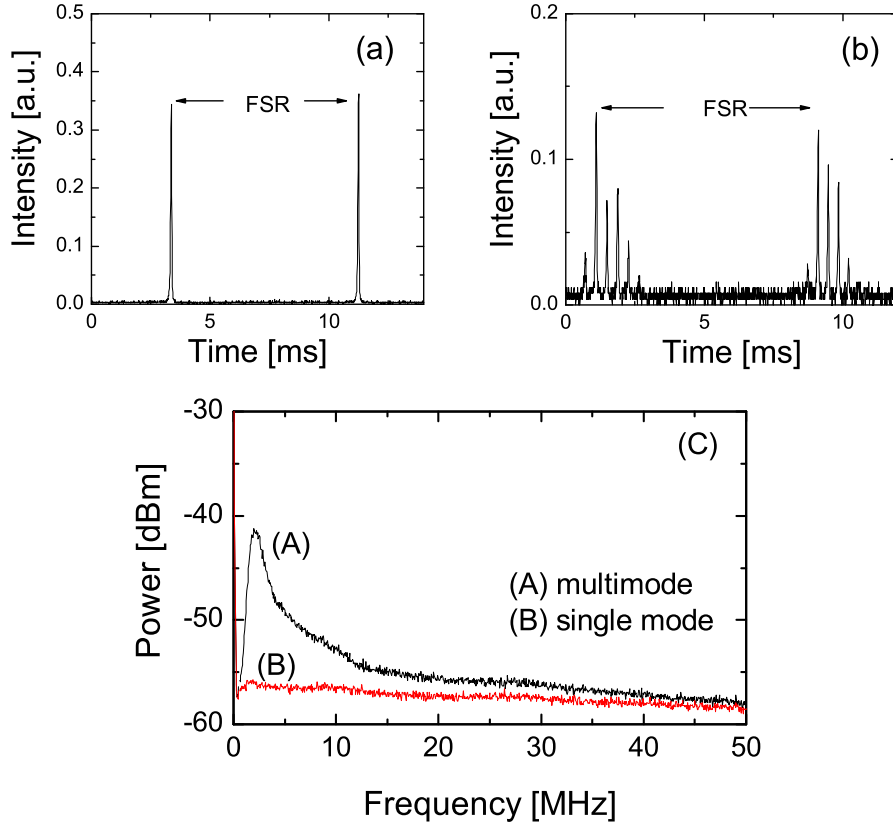 (a)
Intensity [a.u.]
0.5
0.4
0.3
0.2
0.1
0.0
FSR
0 5 10
Time [ms]
(b)
Intensity [a.u.]
0.2
0.1
0.0
FSR
0 5 10
Time [ms]
(C)
Power [dBm]
-30
-40
-50
-60
(A)
(B)
(A) multimode
(B) single mode
0 10 20 30 40 50
Frequency [MHz]